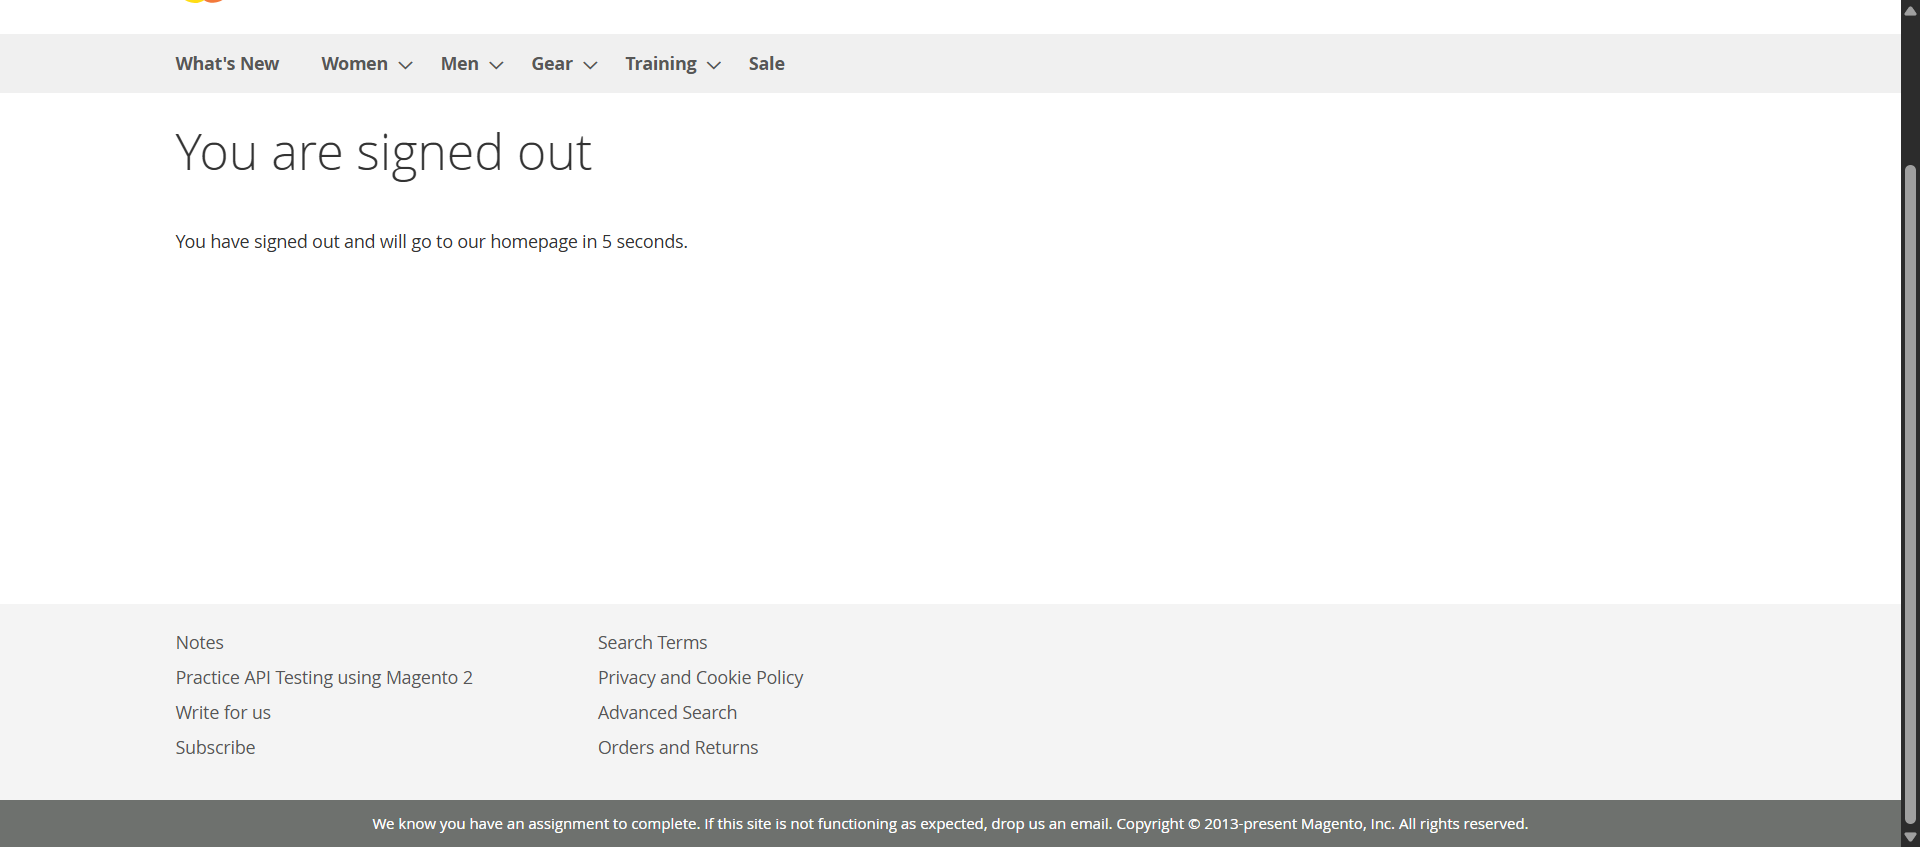 What's New Women Men Gear Training Sale
You are signed out
You have signed out and will go to our homepage in 5 seconds.
Notes
Practice API Testing using Magento 2
Write for us
Subscribe
Search Terms
Privacy and Cookie Policy
Advanced Search
Orders and Returns
We know you have an assignment to complete. If this site is not functioning as expected, drop us an email. Copyright © 2013-present Magento, Inc. All rights reserved.